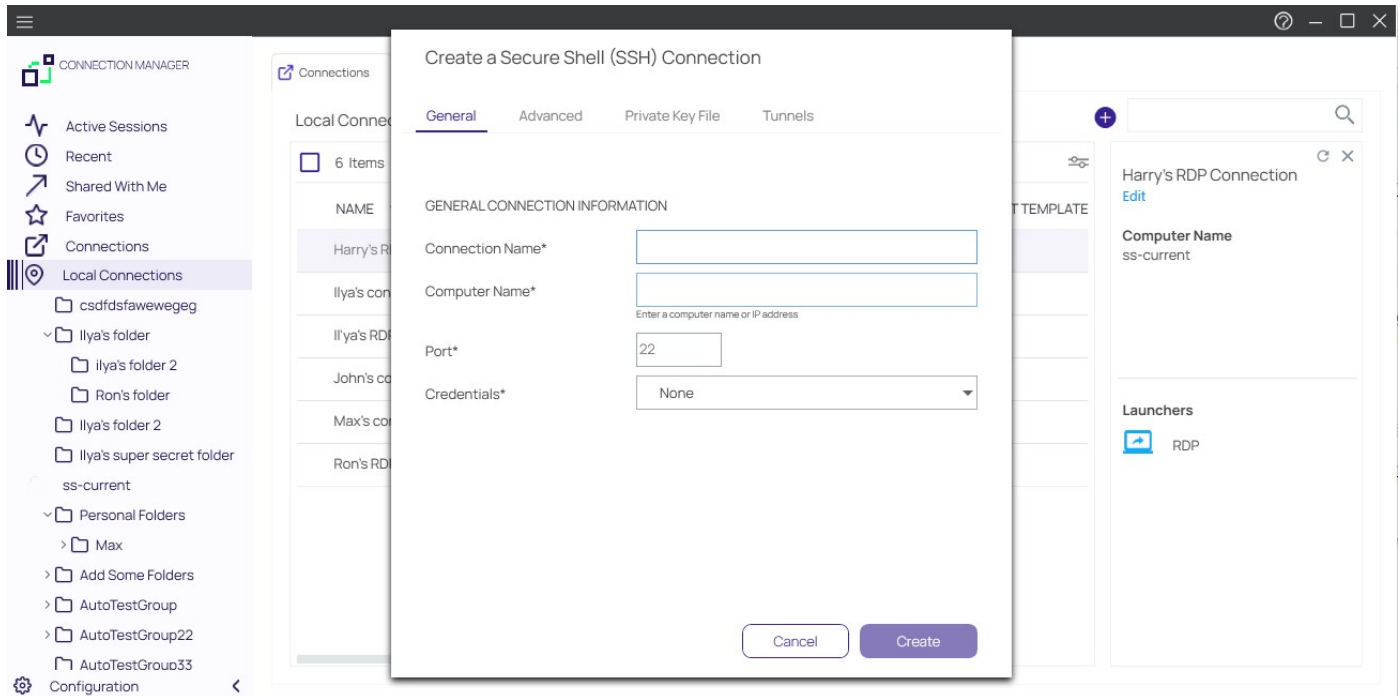 CONNECTION MANAGER
Active Sessions
Recent
Shared With Me
Favorites
Connections
Local Connections
csdfdsfawewegeg
Ilya's folder
ilya's folder 2
Ron's folder
Ilya's folder 2
Ilya's super secret folder
ss-current
Personal Folders
Max
Add Some Folders
AutoTestGroup
AutoTestGroup22
AutoTestGroup33
Configuration
Connections
Local Connec
6 Items
NAME
T TEMPLATE
Harry's R
Ilya's con
Il'ya's RD
John's co
Max's co
Ron's RD
Create a Secure Shell (SSH) Connection
General Advanced Private Key File Tunnels
GENERAL CONNECTION INFORMATION
Connection Name*
Computer Name*
Enter a computer name or IP address
Port* 22
Credentials* None
Cancel Create
Harry's RDP Connection
Edit
Computer Name
ss-current
Launchers
RDP